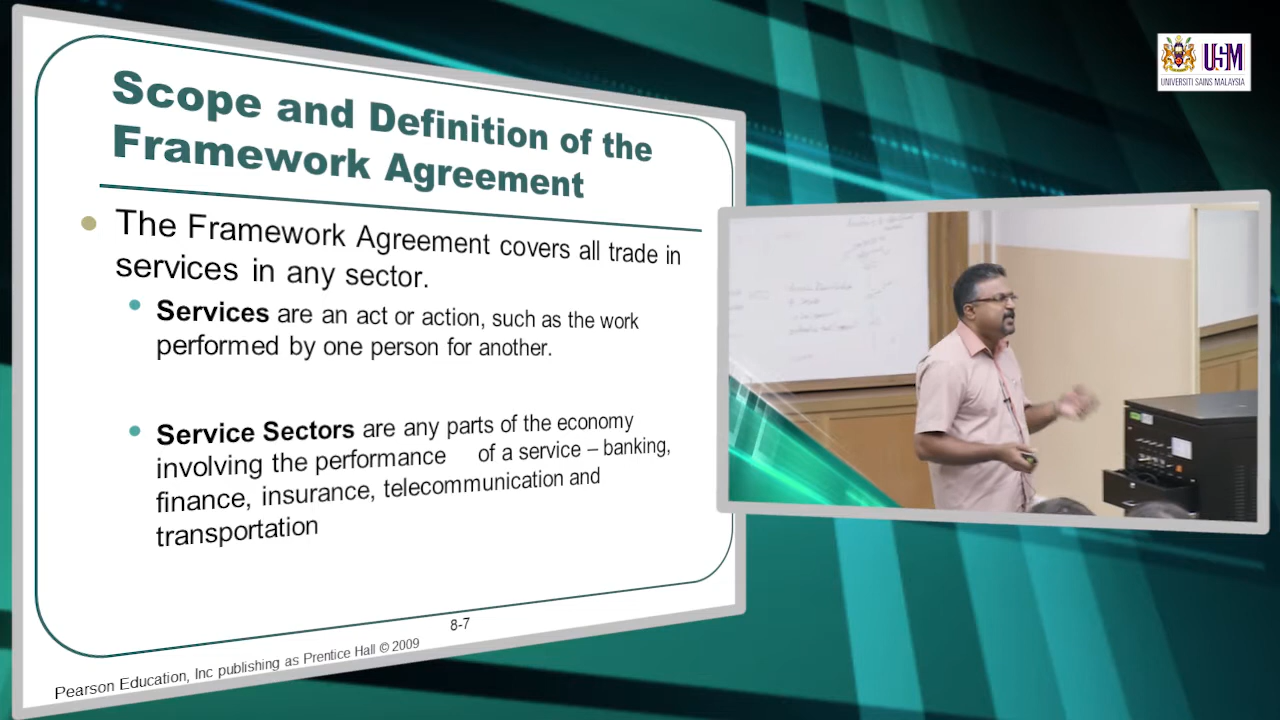 Scope and Definition of the
Framework Agreement
The Framework Agreement covers all trade in
services in any sector.
Services are an act or action, such as the work
performed by one person for another.
Service Sectors are any parts of the economy
involving the performance of a service – banking,
finance, insurance, telecommunication and
transportation
8-7
Pearson Education, Inc publishing as Prentice Hall © 2009
USM
UNIVERSITI SAINS MALAYSIA